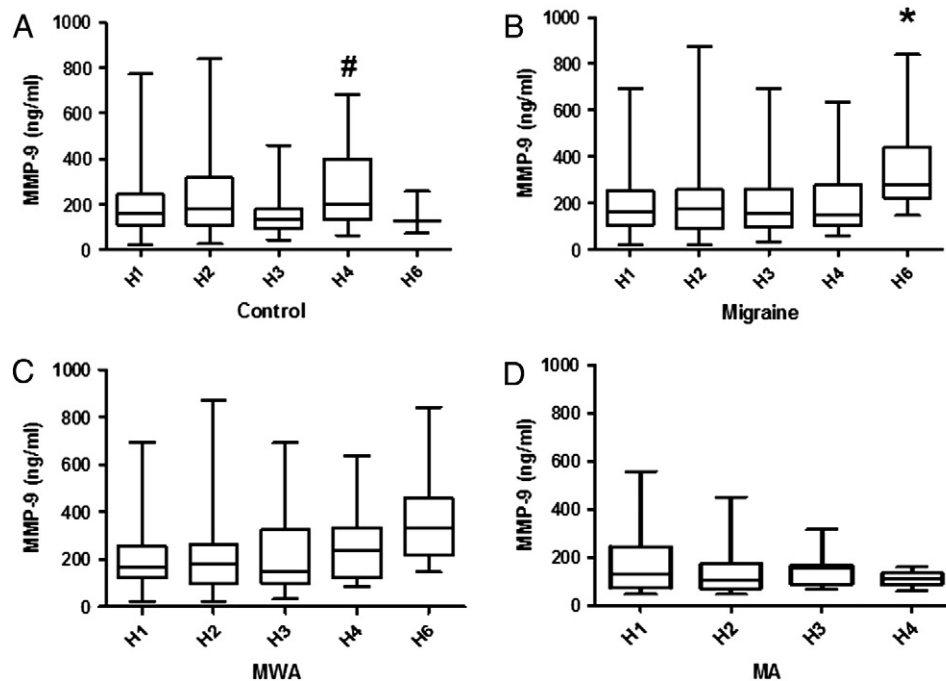 A
MMP-9 (ng/ml)
1000
800
600
400
200
0
#
H1 H2 H3 H4 H6
Control
B
MMP-9 (ng/ml)
1000
800
600
400
200
0
*
H1 H2 H3 H4 H6
Migraine
C
MMP-9 (ng/ml)
1000
800
600
400
200
0
H1 H2 H3 H4 H6
MWA
D
MMP-9 (ng/ml)
1000
800
600
400
200
0
H1 H2 H3 H4
MA